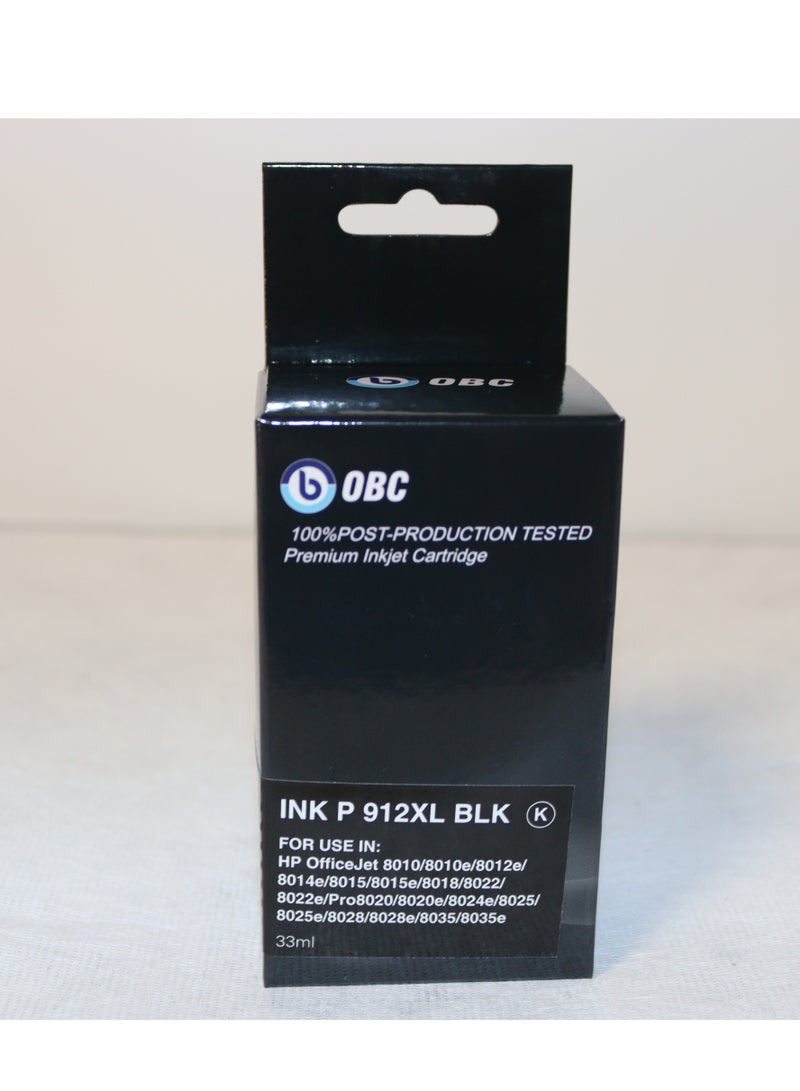 OBC
OBC
100%POST-PRODUCTION TESTED
Premium Inkjet Cartridge
INK P 912XL BLK K
FOR USE IN:
HP OfficeJet 8010/8010e/8012e/
8014e/8015/8015e/8018/8022/
8022e/Pro8020/8020e/8024e/8025/
8025e/8028/8028e/8035/8035e
33ml